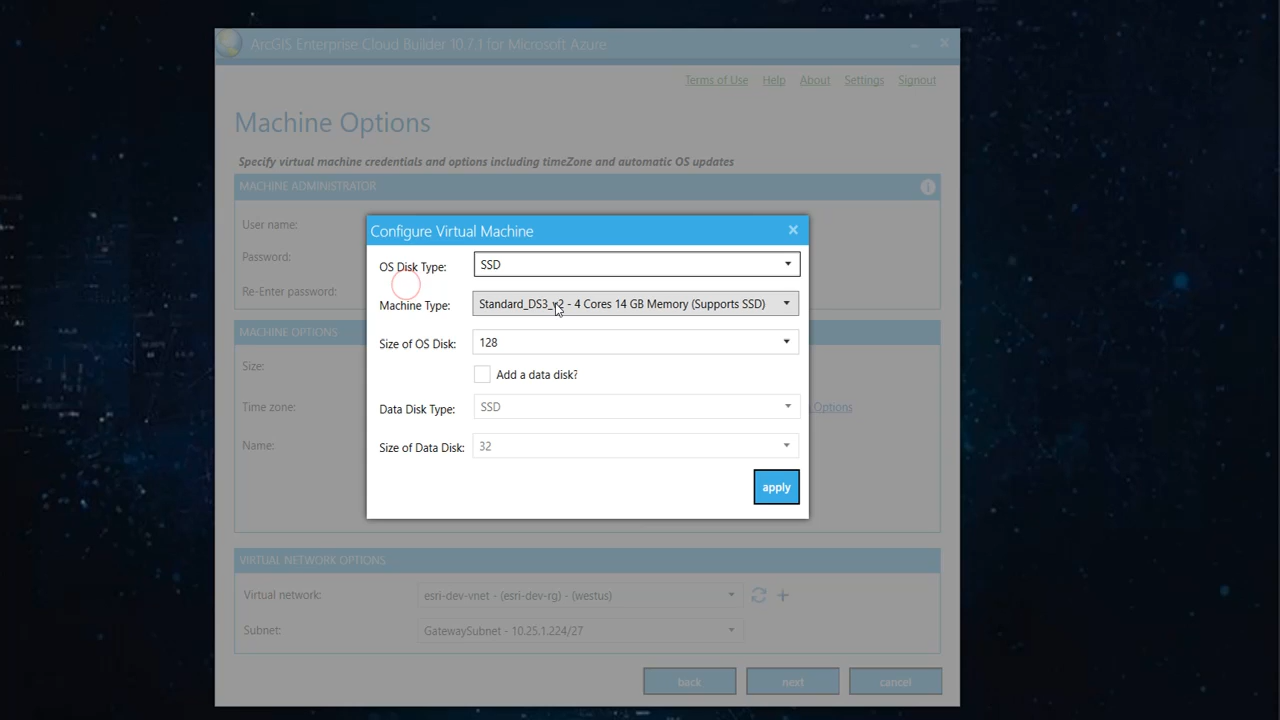 ArcGIS Enterprise Cloud Builder 10.7.1 for Microsoft Azure
Terms of Use Help About Settings Signout
Machine Options
Specify virtual machine credentials and options including timeZone and automatic OS updates
MACHINE ADMINISTRATOR
User name:
Password:
Re-Enter password:
MACHINE OPTIONS
Size:
Time zone:
Options
Name:
Configure Virtual Machine
OS Disk Type: SSD
Machine Type: Standard_DS3_v2 - 4 Cores 14 GB Memory (Supports SSD)
Size of OS Disk: 128
Add a data disk?
Data Disk Type: SSD
Size of Data Disk: 32
apply
VIRTUAL NETWORK OPTIONS
Virtual network: esri-dev-vnet - (esri-dev-rg) - (westus)
Subnet: GatewaySubnet - 10.25.1.224/27
back next cancel